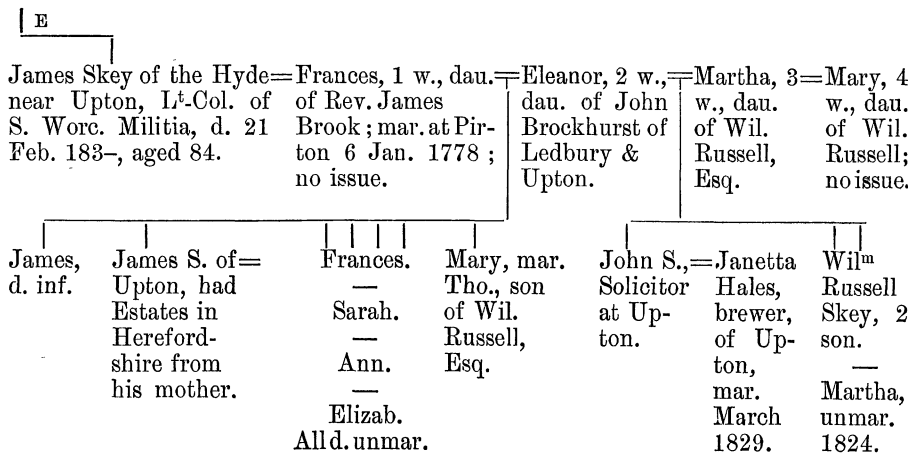 E
James Skey of the Hyde=
near Upton, Lt-Col. of
S. Worc. Militia, d. 21
Feb. 183–, aged 84.
Frances, 1 w., dau.=
of Rev. James
Brook ; mar. at Pir-
ton 6 Jan. 1778 ;
no issue.
Eleanor, 2 w.,=
dau. of John
Brockhurst of
Ledbury &
Upton.
Martha, 3=
w., dau.
of Wil.
Russell,
Esq.
Mary, 4
w., dau.
of Wil.
Russell;
no issue.
James,
d. inf.
James S. of=
Upton, had
Estates in
Hereford-
shire from
his mother.
Frances.
—
Sarah.
—
Ann.
—
Elizab.
All d. unmar.
Mary, mar.
Tho., son
of Wil.
Russell,
Esq.
John S.,=
Solicitor
at Up-
ton.
Janetta
Hales,
brewer,
of Up-
ton,
mar.
March
1829.
Wilm
Russell
Skey, 2
son.
—
Martha,
unmar.
1824.